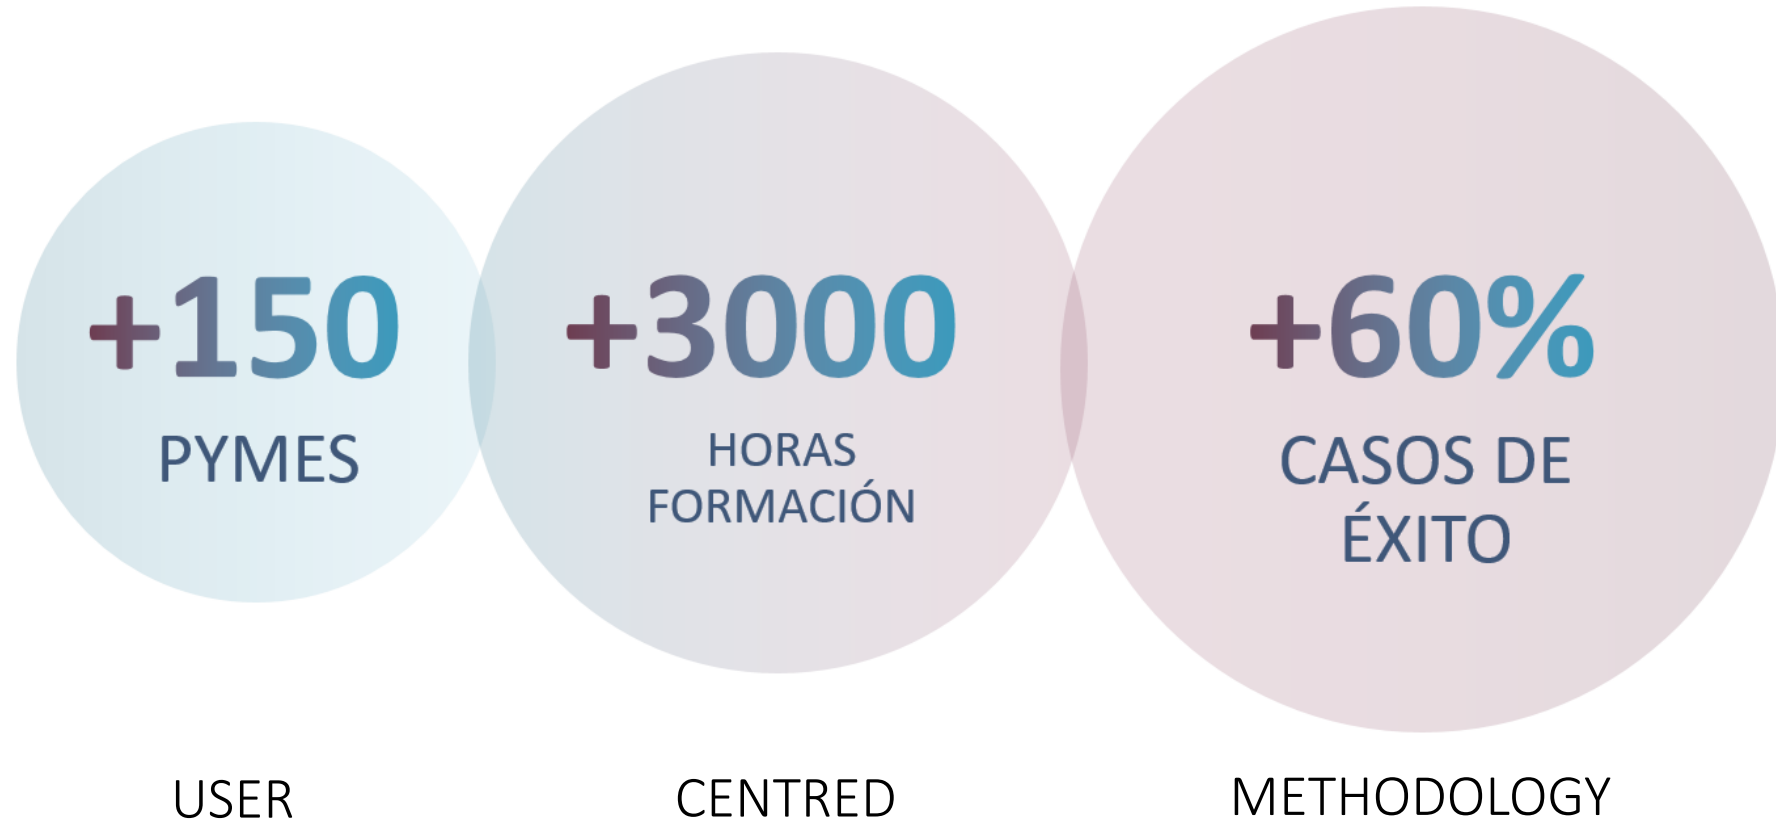 +150
PYMES
+3000
HORAS
FORMACIÓN
+60%
CASOS DE
ÉXITO
USER
CENTRED
METHODOLOGY